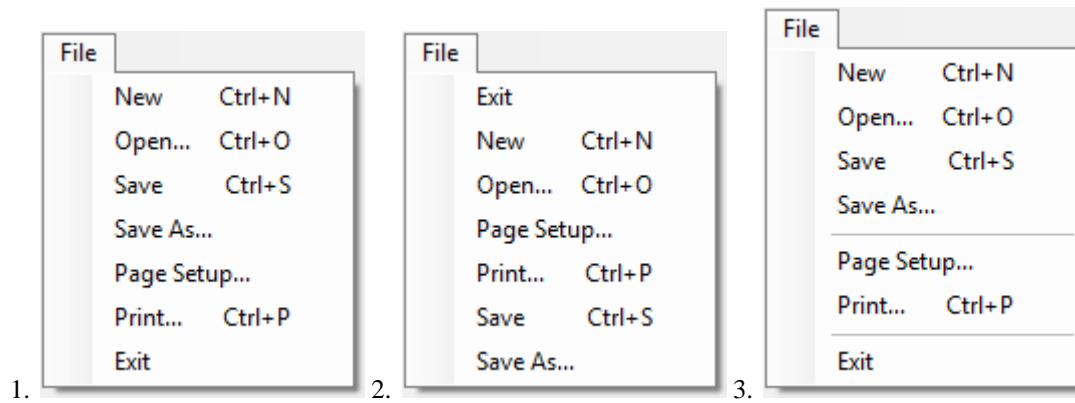 File
New Ctrl+N
Open... Ctrl+O
Save Ctrl+S
Save As...
Page Setup...
Print... Ctrl+P
Exit
1.
File
Exit
New Ctrl+N
Open... Ctrl+O
Page Setup...
Print... Ctrl+P
Save Ctrl+S
Save As...
2.
File
New Ctrl+N
Open... Ctrl+O
Save Ctrl+S
Save As...
Page Setup...
Print... Ctrl+P
Exit
3.